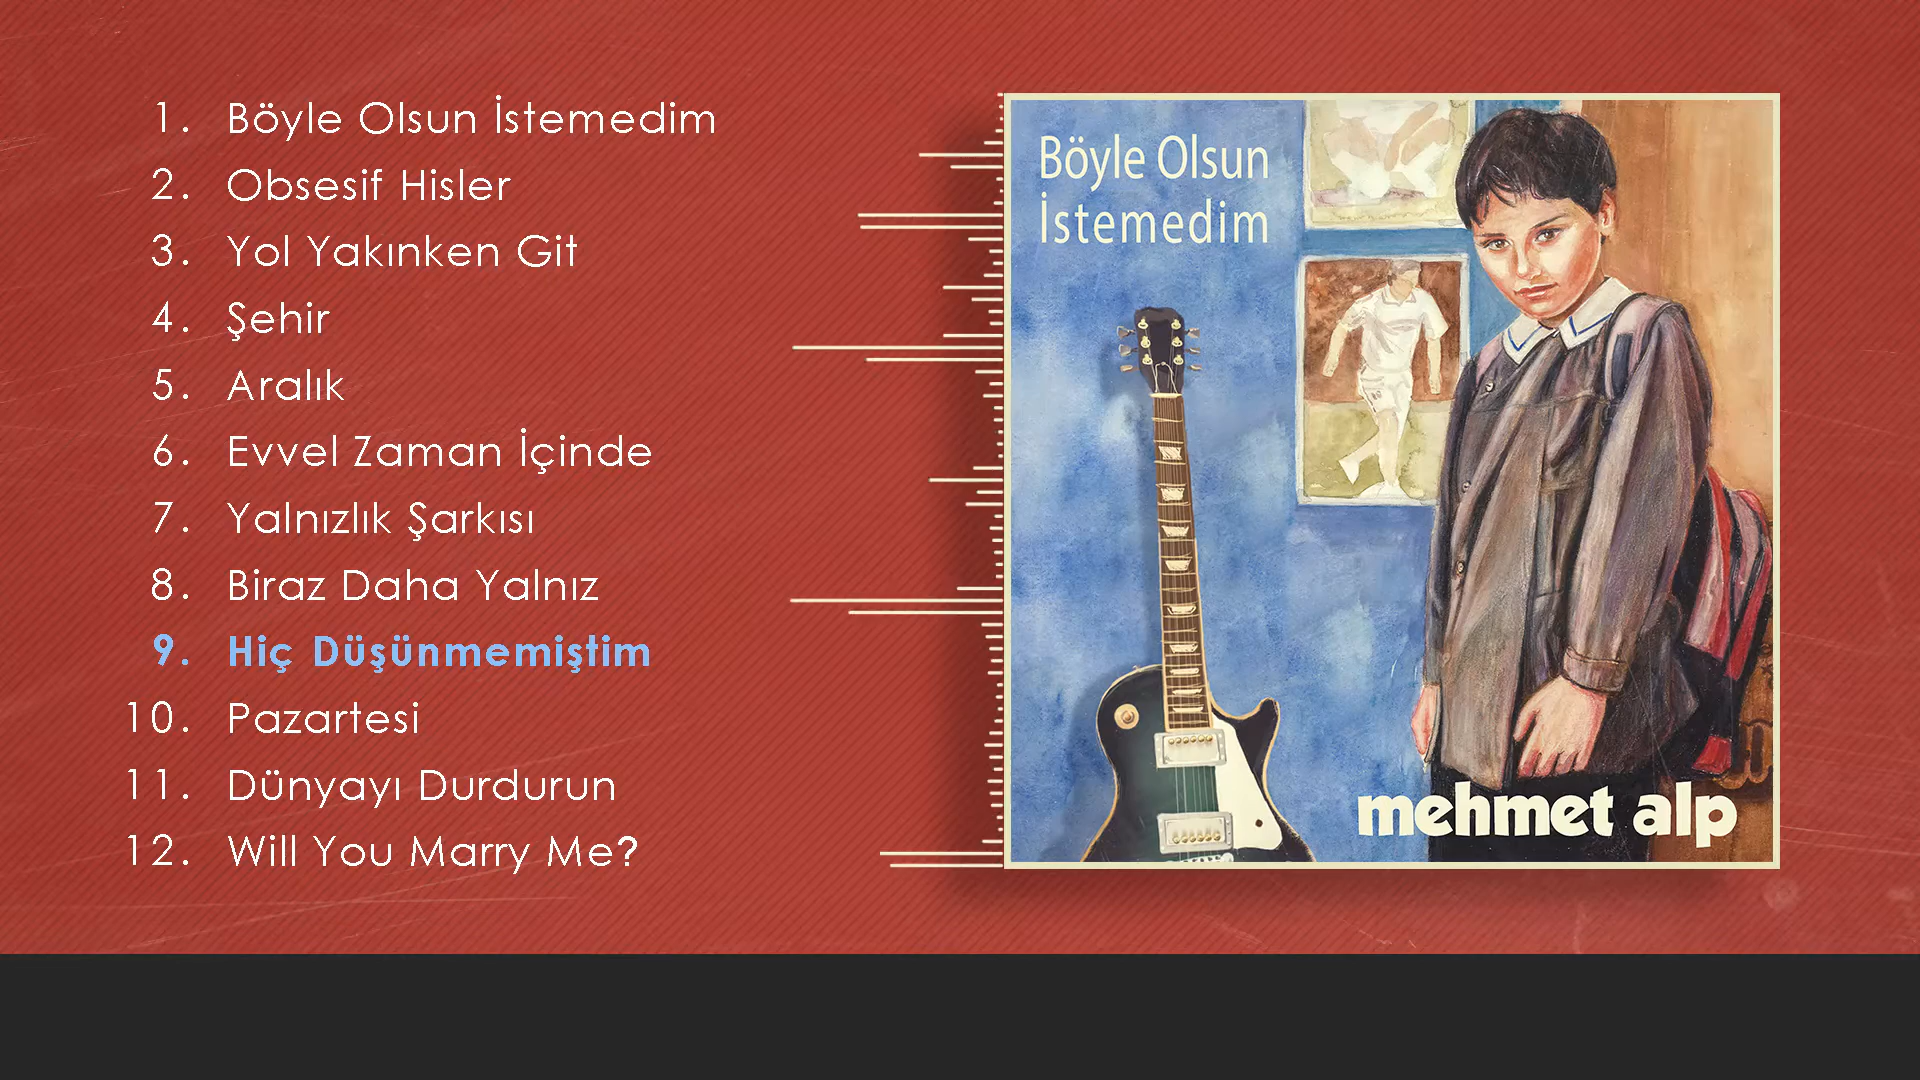 1. Böyle Olsun İstemedim
2. Obsesif Hisler
3. Yol Yakınken Git
4. Şehir
5. Aralık
6. Evvel Zaman İçinde
7. Yalnızlık Şarkısı
8. Biraz Daha Yalnız
9. Hiç Düşünmemiştim
10. Pazartesi
11. Dünyayı Durdurun
12. Will You Marry Me?
Böyle Olsun
İstemedim
mehmet alp